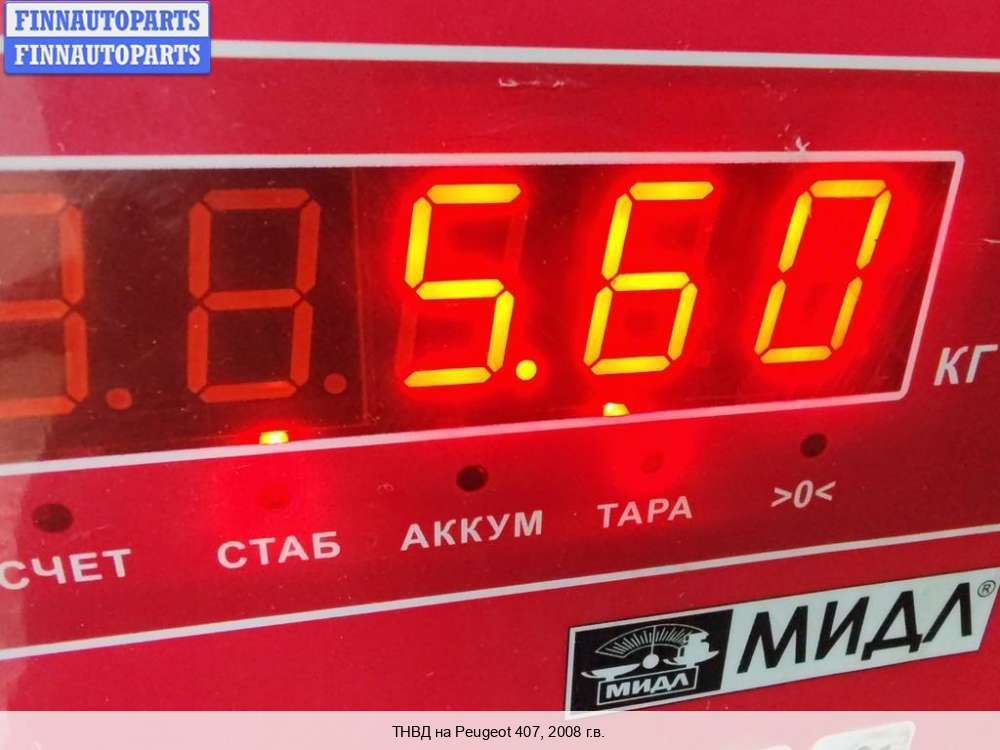 FINNAUTOPARTS
FINNAUTOPARTS
5.60
КГ
СЧЕТ СТАБ АККУМ ТАРА >0<
МИДЛ МИДЛ®
ТНВД на Peugeot 407, 2008 г.в.